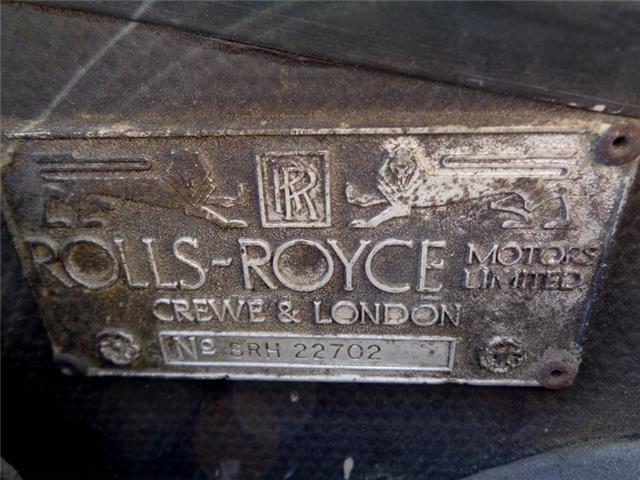 RR
ROLLS-ROYCE MOTORS LIMITED
CREWE & LONDON
Nº SRH 22702